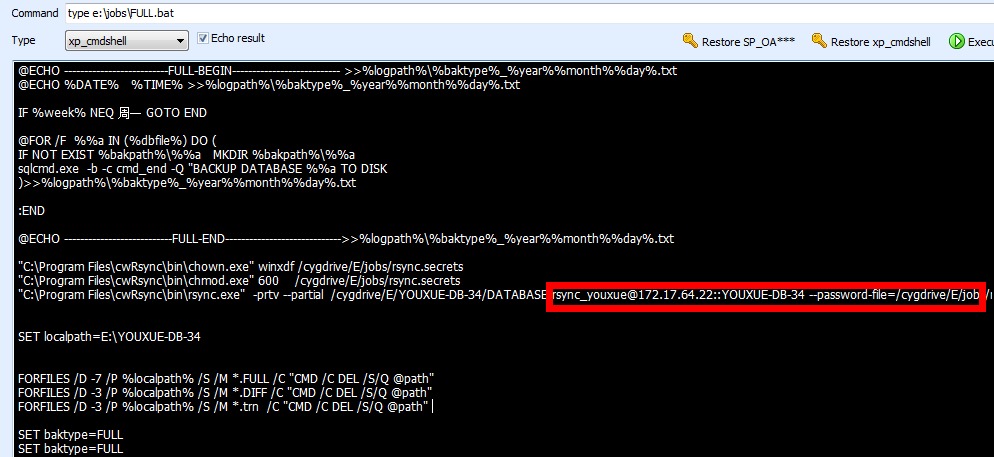 Command type e:\jobs\FULL.bat
Type xp_cmdshell Echo result Restore SP_OA*** Restore xp_cmdshell Execu
@ECHO --------------------------FULL-BEGIN--------------------------- >>%logpath%\%baktype%_%year%%month%%day%.txt
@ECHO %DATE% %TIME% >>%logpath%\%baktype%_%year%%month%%day%.txt
IF %week% NEQ 周一 GOTO END
@FOR /F %%a IN (%dbfile%) DO (
IF NOT EXIST %bakpath%\%%a MKDIR %bakpath%\%%a
sqlcmd.exe -b -c cmd_end -Q "BACKUP DATABASE %%a TO DISK
)>>%logpath%\%baktype%_%year%%month%%day%.txt
:END
@ECHO ---------------------------FULL-END----------------------------->>%logpath%\%baktype%_%year%%month%%day%.txt
"C:\Program Files\cwRsync\bin\chown.exe" winxdf /cygdrive/E/jobs/rsync.secrets
"C:\Program Files\cwRsync\bin\chmod.exe" 600 /cygdrive/E/jobs/rsync.secrets
"C:\Program Files\cwRsync\bin\rsync.exe" -prtv --partial /cygdrive/E/YOUXUE-DB-34/DATABASE rsync_youxue@172.17.64.22::YOUXUE-DB-34 --password-file=/cygdrive/E/job
SET localpath=E:\YOUXUE-DB-34
FORFILES /D -7 /P %localpath% /S /M *.FULL /C "CMD /C DEL /S/Q @path"
FORFILES /D -3 /P %localpath% /S /M *.DIFF /C "CMD /C DEL /S/Q @path"
FORFILES /D -3 /P %localpath% /S /M *.trn /C "CMD /C DEL /S/Q @path"
SET baktype=FULL
SET baktype=FULL